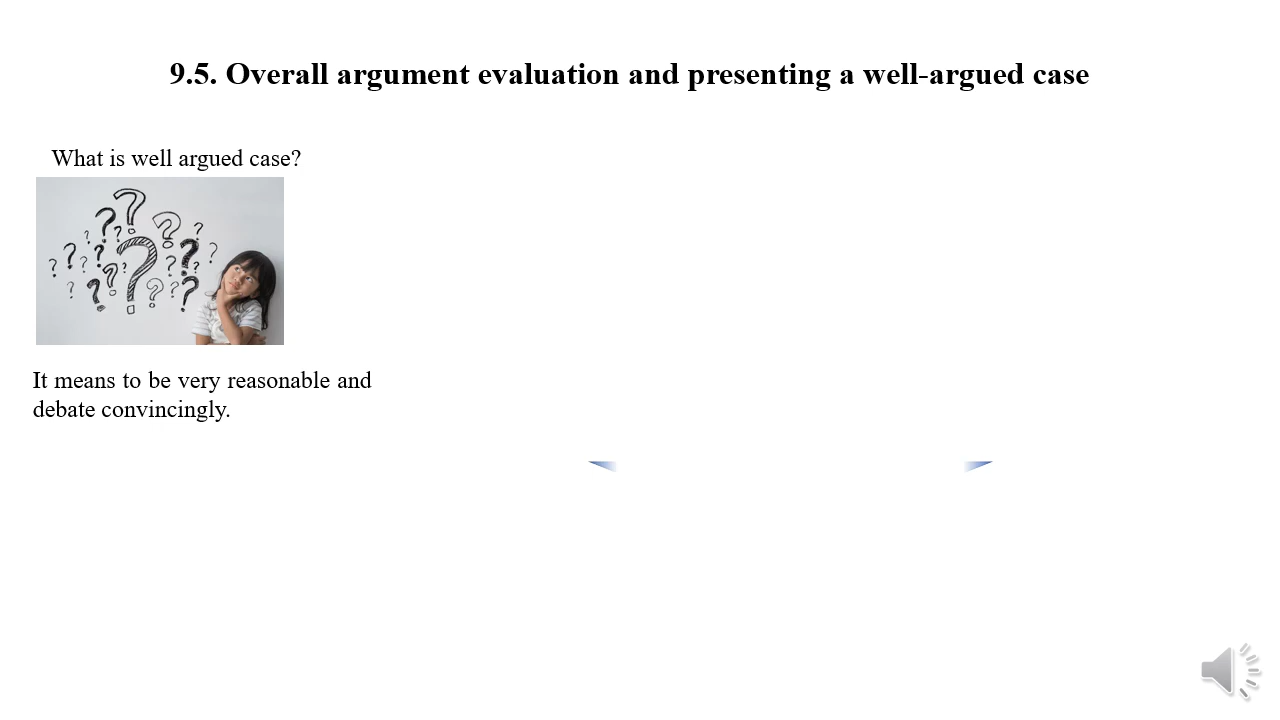 9.5. Overall argument evaluation and presenting a well-argued case
What is well argued case?
It means to be very reasonable and
debate convincingly.